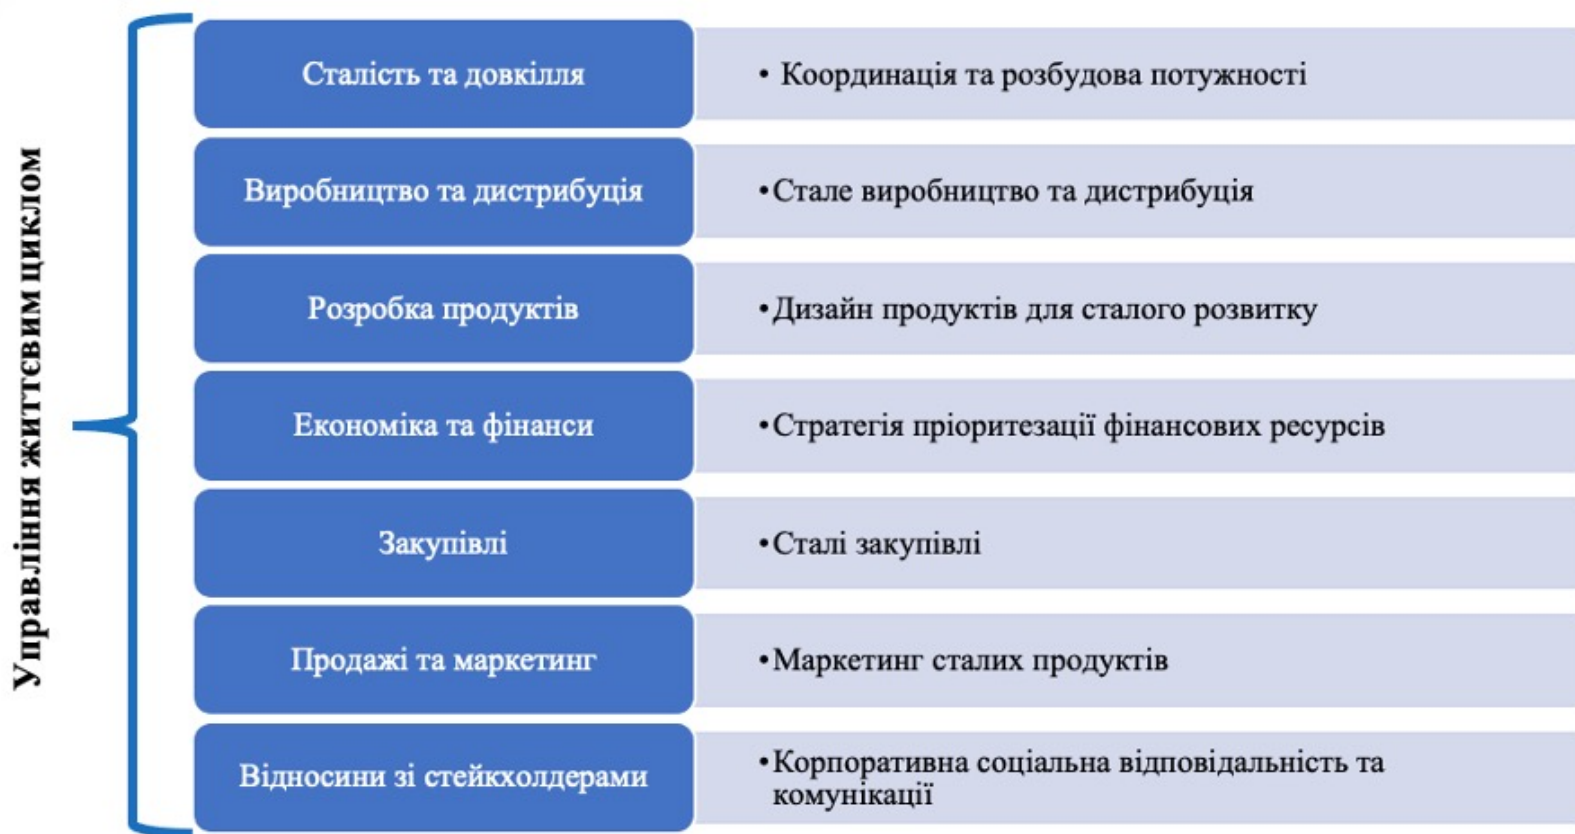 Управління життєвим циклом
Сталість та довкілля
• Координація та розбудова потужності
Виробництво та дистрибуція
•Стале виробництво та дистрибуція
Розробка продуктів
•Дизайн продуктів для сталого розвитку
Економіка та фінанси
•Стратегія пріоритезації фінансових ресурсів
Закупівлі
•Сталі закупівлі
Продажі та маркетинг
•Маркетинг сталих продуктів
Відносини зі стейкхолдерами
•Корпоративна соціальна відповідальність та
комунікації